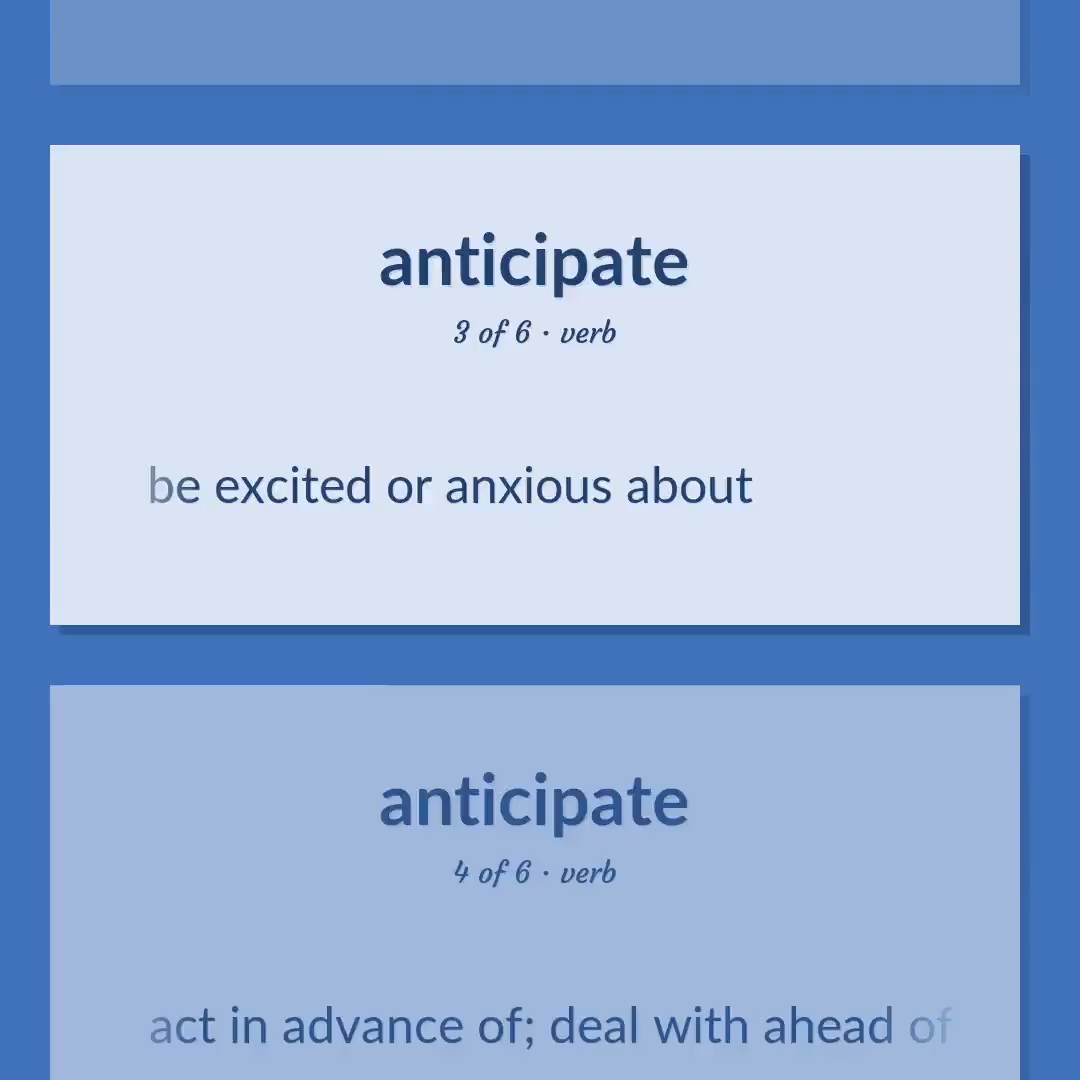 anticipate
3 of 6 · verb
be excited or anxious about
anticipate
4 of 6 · verb
act in advance of; deal with ahead of